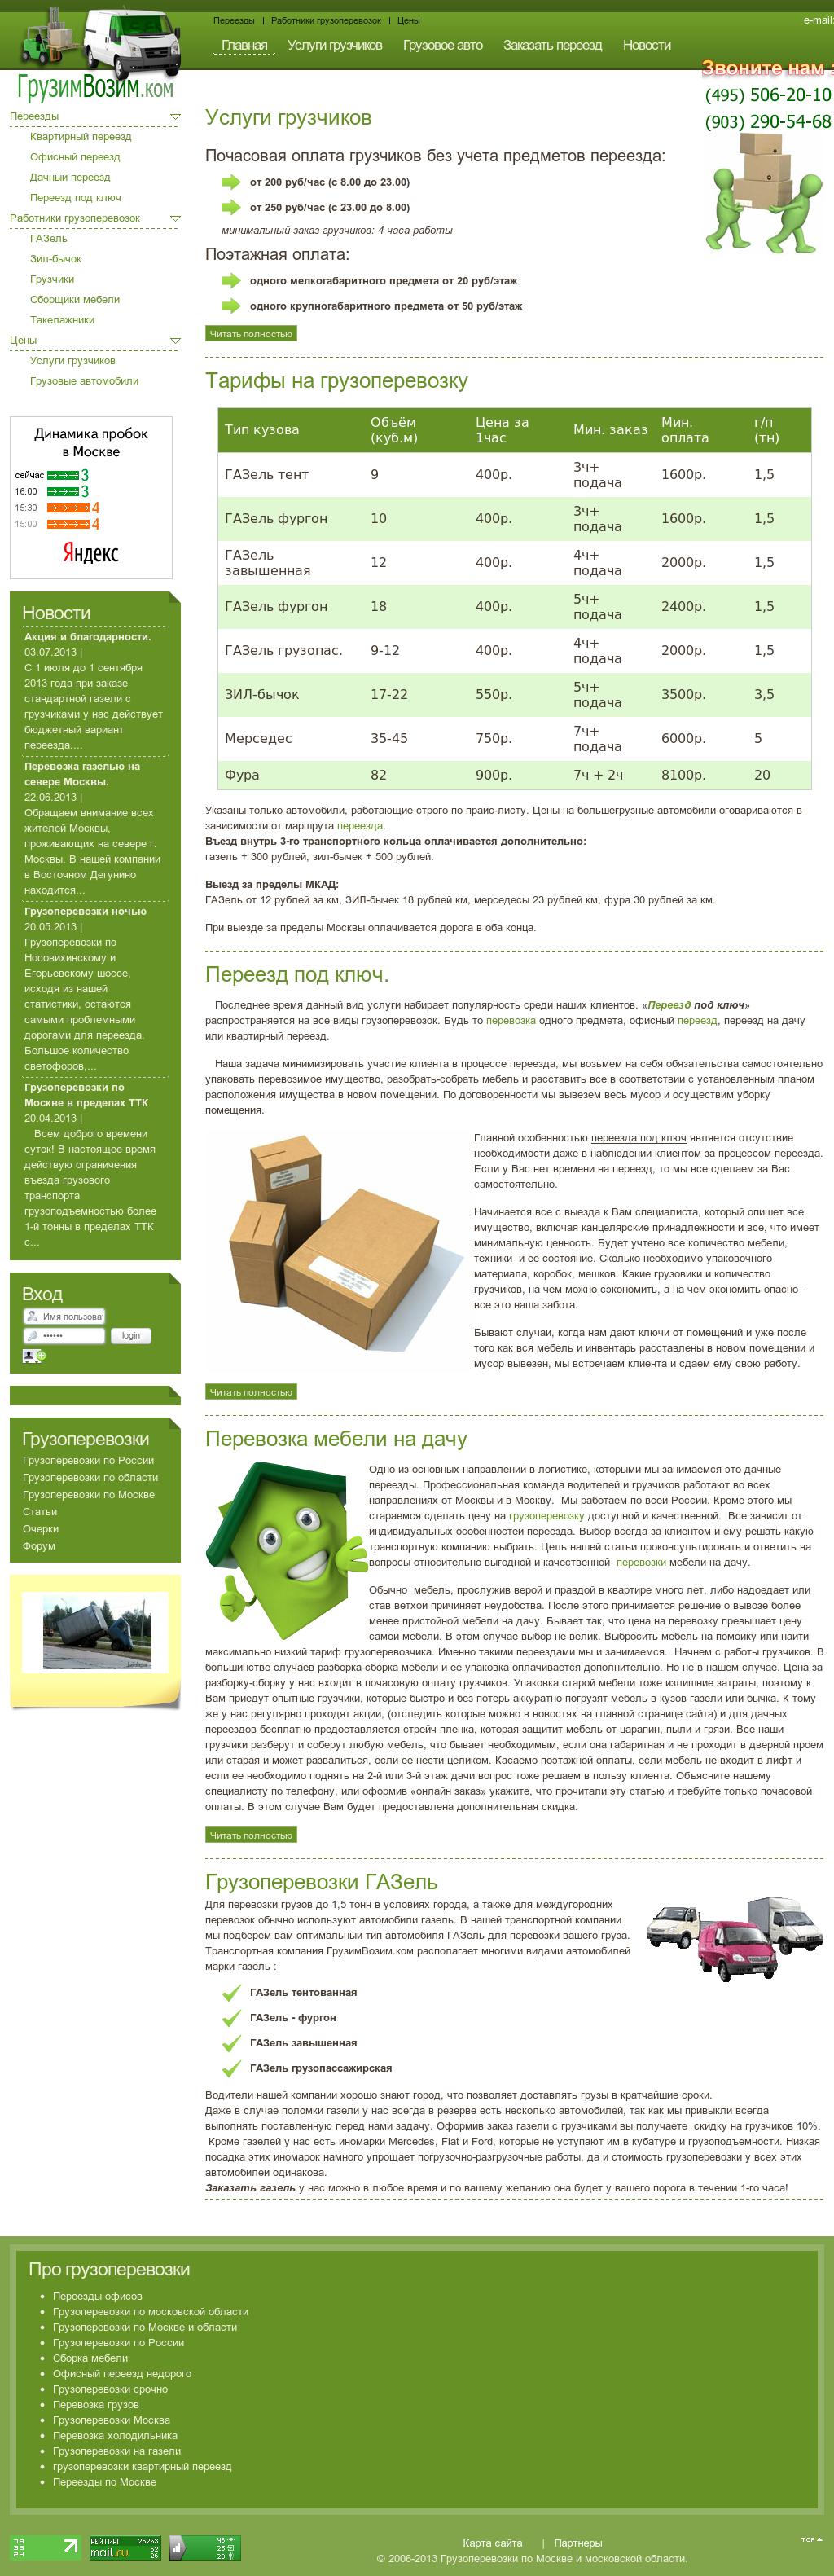 Переезды | Работники грузоперевозок | Цены
e-mail:
Главная Услуги грузчиков Грузовое авто Заказать переезд Новости
ГрузимВозим.com
Звоните нам :
(495) 506-20-10
(903) 290-54-68
Переезды
Квартирный переезд
Офисный переезд
Дачный переезд
Переезд под ключ
Работники грузоперевозок
ГАЗель
Зил-бычок
Грузчики
Сборщики мебели
Такелажники
Цены
Услуги грузчиков
Грузовые автомобили
Динамика пробок
в Москве
сейчас 3
16:00 3
15:30 4
15:00 4
Яндекс
Новости
Акция и благодарности.
03.07.2013 |
С 1 июля до 1 сентября
2013 года при заказе
стандартной газели с
грузчиками у нас действует
бюджетный вариант
переезда....
Перевозка газелью на
севере Москвы.
22.06.2013 |
Обращаем внимание всех
жителей Москвы,
проживающих на севере г.
Москвы. В нашей компании
в Восточном Дегунино
находится...
Грузоперевозки ночью
20.05.2013 |
Грузоперевозки по
Носовихинскому и
Егорьевскому шоссе,
исходя из нашей
статистики, остаются
самыми проблемными
дорогами для переезда.
Большое количество
светофоров,...
Грузоперевозки по
Москве в пределах ТТК
20.04.2013 |
Всем доброго времени
суток! В настоящее время
действую ограничения
въезда грузового
транспорта
грузоподъемностью более
1-й тонны в пределах ТТК
с...
Вход
Имя пользова
••••••
login
Грузоперевозки
Грузоперевозки по России
Грузоперевозки по области
Грузоперевозки по Москве
Статьи
Очерки
Форум
Услуги грузчиков
Почасовая оплата грузчиков без учета предметов переезда:
от 200 руб/час (с 8.00 до 23.00)
от 250 руб/час (с 23.00 до 8.00)
минимальный заказ грузчиков: 4 часа работы
Поэтажная оплата:
одного мелкогабаритного предмета от 20 руб/этаж
одного крупногабаритного предмета от 50 руб/этаж
Читать полностью
Тарифы на грузоперевозку
Тип кузова Объём (куб.м) Цена за 1час Мин. заказ Мин. оплата г/п (тн)
ГАЗель тент 9 400р. 3ч+ подача 1600р. 1,5
ГАЗель фургон 10 400р. 3ч+ подача 1600р. 1,5
ГАЗель завышенная 12 400р. 4ч+ подача 2000р. 1,5
ГАЗель фургон 18 400р. 5ч+ подача 2400р. 1,5
ГАЗель грузопас. 9-12 400р. 4ч+ подача 2000р. 1,5
ЗИЛ-бычок 17-22 550р. 5ч+ подача 3500р. 3,5
Мерседес 35-45 750р. 7ч+ подача 6000р. 5
Фура 82 900р. 7ч + 2ч 8100р. 20
Указаны только автомобили, работающие строго по прайс-листу. Цены на большегрузные автомобили оговариваются в
зависимости от маршрута переезда.
Въезд внутрь 3-го транспортного кольца оплачивается дополнительно:
газель + 300 рублей, зил-бычек + 500 рублей.
Выезд за пределы МКАД:
ГАЗель от 12 рублей за км, ЗИЛ-бычек 18 рублей км, мерседесы 23 рублей км, фура 30 рублей за км.
При выезде за пределы Москвы оплачивается дорога в оба конца.
Переезд под ключ.
Последнее время данный вид услуги набирает популярность среди наших клиентов. «Переезд под ключ»
распространяется на все виды грузоперевозок. Будь то перевозка одного предмета, офисный переезд, переезд на дачу
или квартирный переезд.
Наша задача минимизировать участие клиента в процессе переезда, мы возьмем на себя обязательства самостоятельно
упаковать перевозимое имущество, разобрать-собрать мебель и расставить все в соответствии с установленным планом
расположения имущества в новом помещении. По договоренности мы вывезем весь мусор и осуществим уборку
помещения.
Главной особенностью переезда под ключ является отсутствие
необходимости даже в наблюдении клиентом за процессом переезда.
Если у Вас нет времени на переезд, то мы все сделаем за Вас
самостоятельно.
Начинается все с выезда к Вам специалиста, который опишет все
имущество, включая канцелярские принадлежности и все, что имеет
минимальную ценность. Будет учтено все количество мебели,
техники и ее состояние. Сколько необходимо упаковочного
материала, коробок, мешков. Какие грузовики и количество
грузчиков, на чем можно сэкономить, а на чем экономить опасно –
все это наша забота.
Бывают случаи, когда нам дают ключи от помещений и уже после
того как вся мебель и инвентарь расставлены в новом помещении и
мусор вывезен, мы встречаем клиента и сдаем ему свою работу.
Читать полностью
Перевозка мебели на дачу
Одно из основных направлений в логистике, которыми мы занимаемся это дачные
переезды. Профессиональная команда водителей и грузчиков работают во всех
направлениях от Москвы и в Москву. Мы работаем по всей России. Кроме этого мы
стараемся сделать цену на грузоперевозку доступной и качественной. Все зависит от
индивидуальных особенностей переезда. Выбор всегда за клиентом и ему решать какую
транспортную компанию выбрать. Цель нашей статьи проконсультировать и ответить на
вопросы относительно выгодной и качественной перевозки мебели на дачу.
Обычно мебель, прослужив верой и правдой в квартире много лет, либо надоедает или
став ветхой причиняет неудобства. После этого принимается решение о вывозе более
менее пристойной мебели на дачу. Бывает так, что цена на перевозку превышает цену
самой мебели. В этом случае выбор не велик. Выбросить мебель на помойку или найти
максимально низкий тариф грузоперевозчика. Именно такими переездами мы и занимаемся. Начнем с работы грузчиков. В
большинстве случаев разборка-сборка мебели и ее упаковка оплачивается дополнительно. Но не в нашем случае. Цена за
разборку-сборку у нас входит в почасовую оплату грузчиков. Упаковка старой мебели тоже излишние затраты, поэтому к
Вам приедут опытные грузчики, которые быстро и без потерь аккуратно погрузят мебель в кузов газели или бычка. К тому
же у нас регулярно проходят акции, (отследить которые можно в новостях на главной странице сайта) и для дачных
переездов бесплатно предоставляется стрейч пленка, которая защитит мебель от царапин, пыли и грязи. Все наши
грузчики разберут и соберут любую мебель, что бывает необходимым, если она габаритная и не проходит в дверной проем
или старая и может развалиться, если ее нести целиком. Касаемо поэтажной оплаты, если мебель не входит в лифт и
если ее необходимо поднять на 2-й или 3-й этаж дачи вопрос тоже решаем в пользу клиента. Объясните нашему
специалисту по телефону, или оформив «онлайн заказ» укажите, что прочитали эту статью и требуйте только почасовой
оплаты. В этом случае Вам будет предоставлена дополнительная скидка.
Читать полностью
Грузоперевозки ГАЗель
Для перевозки грузов до 1,5 тонн в условиях города, а также для междугородних
перевозок обычно используют автомобили газель. В нашей транспортной компании
мы подберем вам оптимальный тип автомобиля ГАЗель для перевозки вашего груза.
Транспортная компания ГрузимВозим.ком располагает многими видами автомобилей
марки газель :
ГАЗель тентованная
ГАЗель - фургон
ГАЗель завышенная
ГАЗель грузопассажирская
Водители нашей компании хорошо знают город, что позволяет доставлять грузы в кратчайшие сроки.
Даже в случае поломки газели у нас всегда в резерве есть несколько автомобилей, так как мы привыкли всегда
выполнять поставленную перед нами задачу. Оформив заказ газели с грузчиками вы получаете скидку на грузчиков 10%.
Кроме газелей у нас есть иномарки Mercedes, Fiat и Ford, которые не уступают им в кубатуре и грузоподъемности. Низкая
посадка этих иномарок намного упрощает погрузочно-разгрузочные работы, да и стоимость грузоперевозки у всех этих
автомобилей одинакова.
Заказать газель у нас можно в любое время и по вашему желанию она будет у вашего порога в течении 1-го часа!
Про грузоперевозки
Переезды офисов
Грузоперевозки по московской области
Грузоперевозки по Москве и области
Грузоперевозки по России
Сборка мебели
Офисный переезд недорого
Грузоперевозки срочно
Перевозка грузов
Грузоперевозки Москва
Перевозка холодильника
Грузоперевозки на газели
грузоперевозки квартирный переезд
Переезды по Москве
РЕЙТИНГ 25263
mail.ru 52
26
Карта сайта | Партнеры
TOP
© 2006-2013 Грузоперевозки по Москве и московской области.